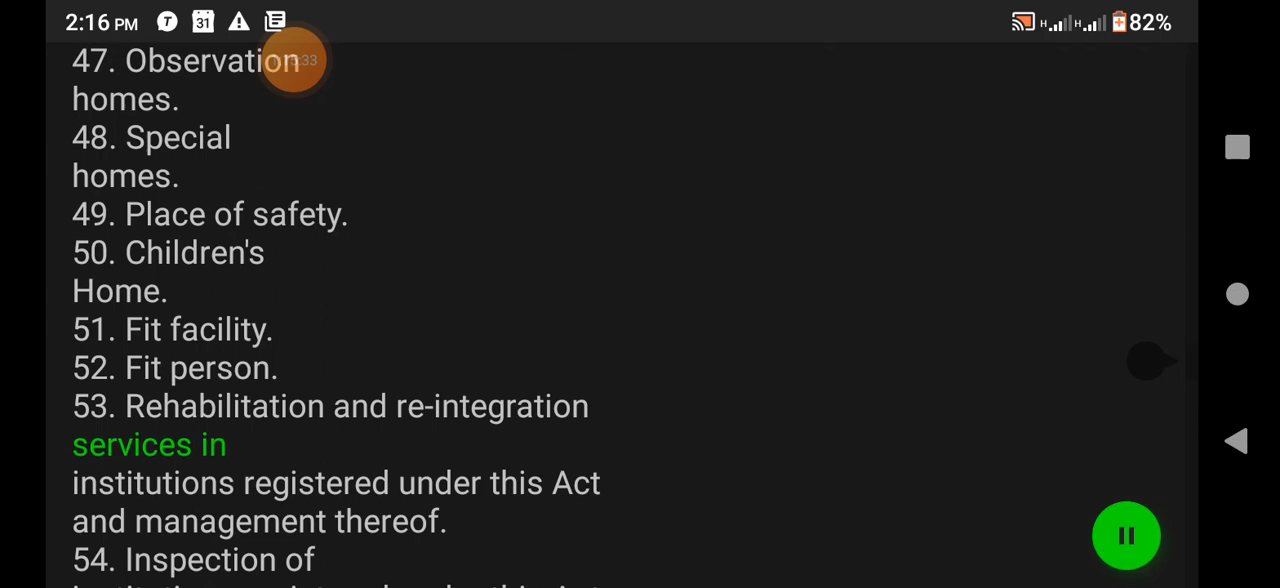 2:16 PM T 31 H H 82%
47. Observation
homes.
48. Special
homes.
49. Place of safety.
50. Children's
Home.
51. Fit facility.
52. Fit person.
53. Rehabilitation and re-integration
services in
institutions registered under this Act
and management thereof.
54. Inspection of